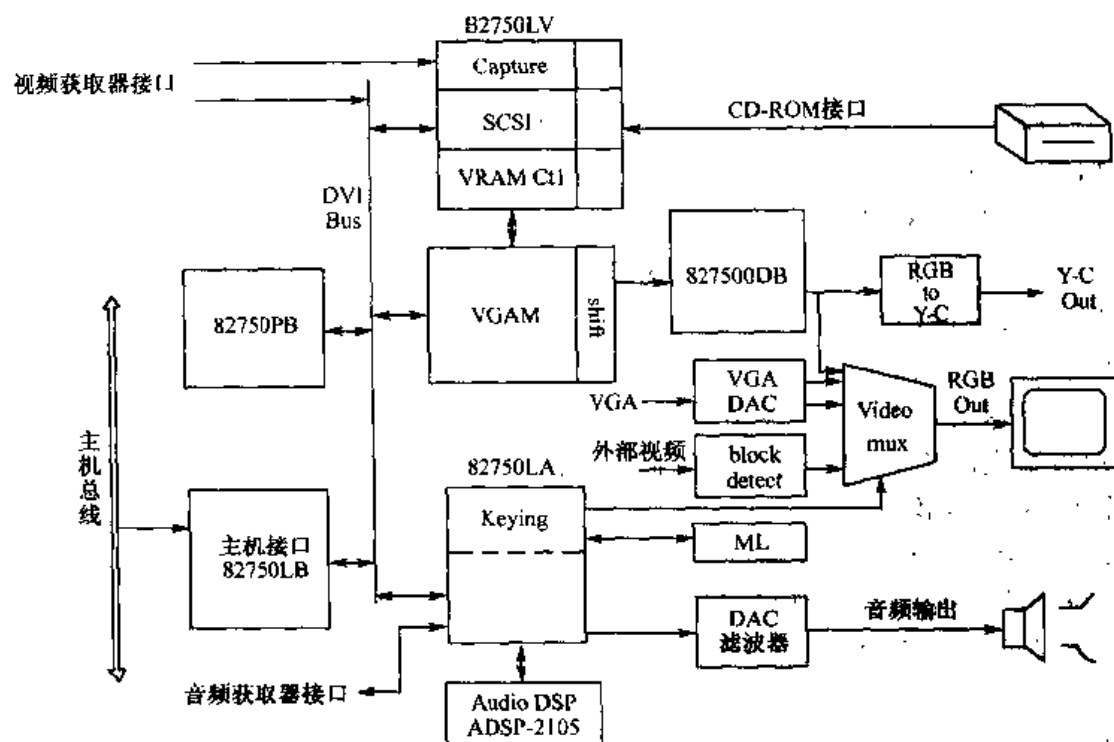 B2750LV
Capture
视频获取器接口
SCSI
CD-ROM接口
VRAM Ctl
DVI
Bus
82750PB
VGAM
shift
827500DB
RGB
to
Y-C
Y-C
Out
VGA
VGA
DAC
Video
mux
RGB
Out
主机总线
外部视频
block
detect
82750LA
Keying
主机接口
82750LB
ML
DAC
滤波器
音频输出
音频获取器接口
Audio DSP
ADSP-2105